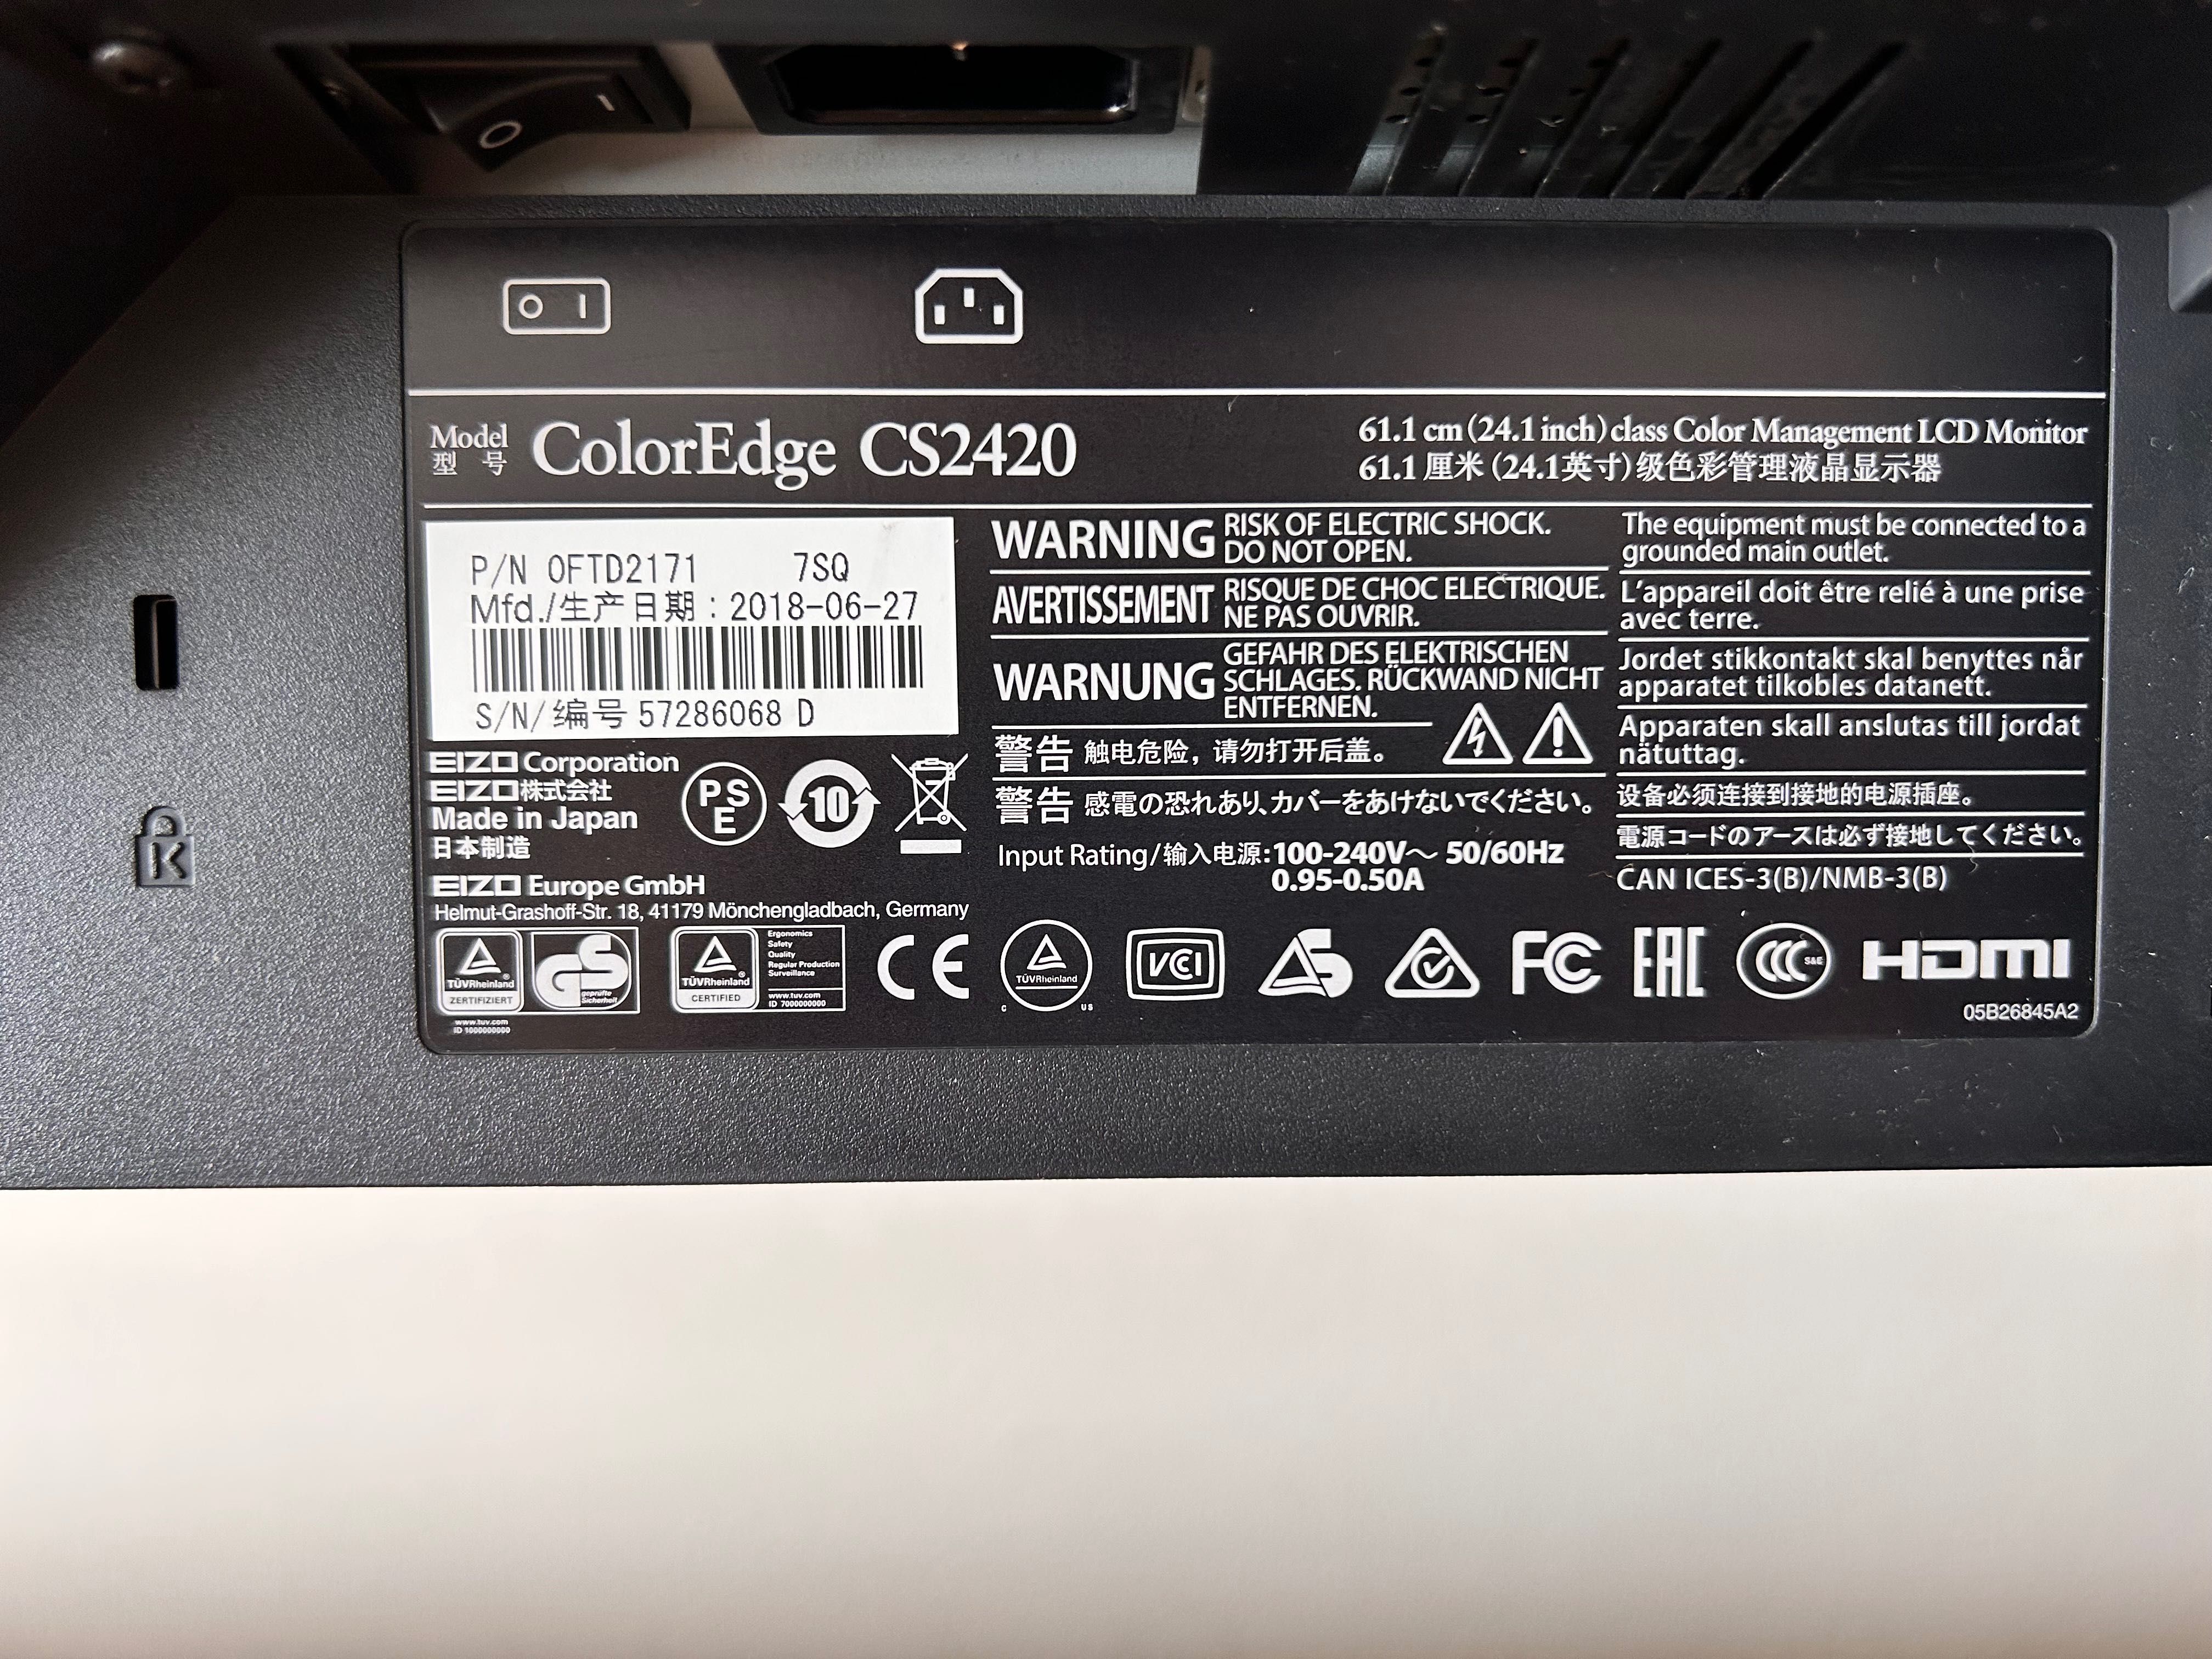 O I
O I
Model ColorEdge CS2420
型 号
61.1 cm (24.1 inch) class Color Management LCD Monitor
61.1 厘米 (24.1英寸) 级色彩管理液晶显示器
P/N 0FTD2171 7SQ
Mfd./生产日期 : 2018-06-27
S/N/编号 57286068 D
EIZO Corporation
EIZO株式会社
Made in Japan
日本制造
PS
E
10
EIZO Europe GmbH
Helmut-Grashoff-Str. 18, 41179 Mönchengladbach, Germany
WARNING RISK OF ELECTRIC SHOCK.
DO NOT OPEN.
AVERTISSEMENT RISQUE DE CHOC ELECTRIQUE.
NE PAS OUVRIR.
WARNUNG GEFAHR DES ELEKTRISCHEN
SCHLAGES. RÜCKWAND NICHT
ENTFERNEN.
警告 触电危险，请勿打开后盖。
警告 感電の恐れあり、カバーをあけないでください。
Input Rating/输入电源:100-240V～ 50/60Hz
0.95-0.50A
The equipment must be connected to a
grounded main outlet.
L'appareil doit être relié à une prise
avec terre.
Jordet stikkontakt skal benyttes når
apparatet tilkobles datanett.
Apparaten skall anslutas till jordat
nätuttag.
设备必须连接到接地的电源插座。
電源コードのアースは必ず接地してください。
CAN ICES-3(B)/NMB-3(B)
K
TÜVRheinland
ZERTIFIZIERT
GS
geprüfte
Sicherheit
www.tuv.com
ID 1000000000
TÜVRheinland
CERTIFIED
Ergonomics
Safety
Quality
Regular Production
Surveillance
www.tuv.com
ID 7000000000
CE
TÜVRheinland
C US
VCI
S
FC
EAC
CCC S&E
HDMI
05B26845A2